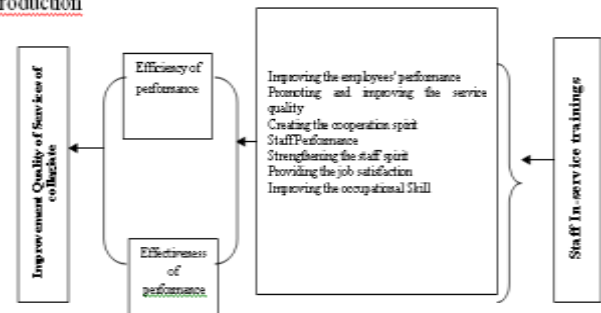 roduction
Improvement Quality of Services of
collegiate
Efficiency of
performance
Effectiveness
of
performance
Improving the employees' performance
Promoting and improving the service
quality
Creating the cooperation spirit
Staff Performance
Strengthening the staff spirit
Providing the job satisfaction
Improving the occupational Skill
Staff In-service trainings